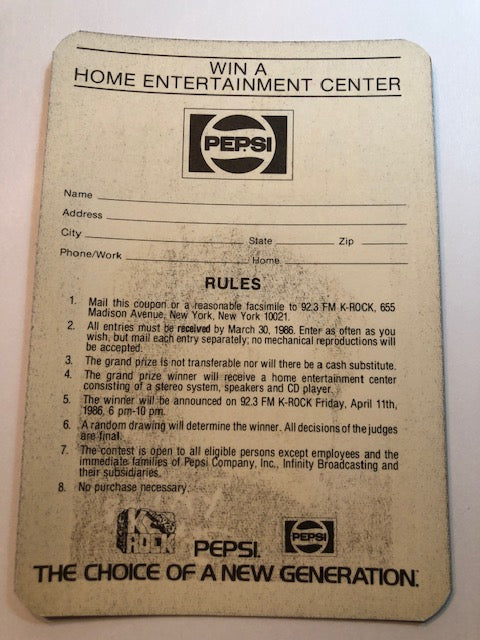 WIN A
HOME ENTERTAINMENT CENTER
PEPSI
Name
Address
City State Zip
Phone/Work Home
RULES
1. Mail this coupon or a reasonable facsimile to 92.3 FM K-ROCK, 655
Madison Avenue, New York, New York 10021.
2. All entries must be received by March 30, 1986. Enter as often as you
wish, but mail each entry separately; no mechanical reproductions will
be accepted.
3. The grand prize is not transferable nor will there be a cash substitute.
4. The grand prize winner will receive a home entertainment center
consisting of a stereo system, speakers and CD player.
5. The winner will be announced on 92.3 FM K-ROCK Friday, April 11th,
1986, 6 pm-10 pm.
6. A random drawing will determine the winner. All decisions of the judges
are final.
7. The contest is open to all eligible persons except employees and the
immediate families of Pepsi Company, Inc., Infinity Broadcasting and
their subsidiaries.
8. No purchase necessary.
K ROCK PEPSI. PEPSI
THE CHOICE OF A NEW GENERATION.